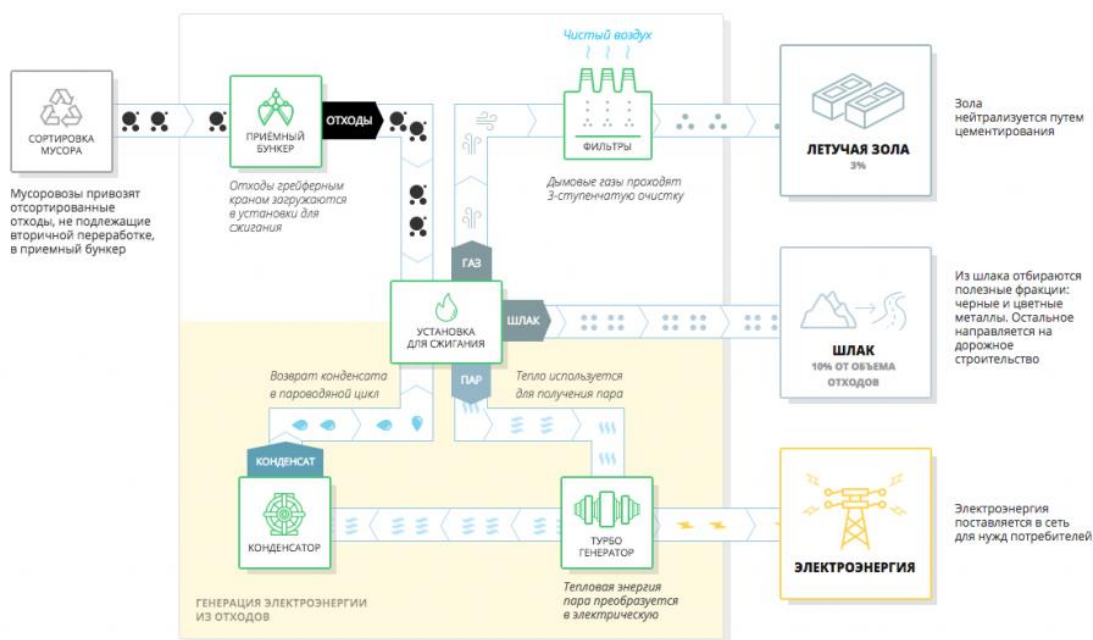 Чистый воздух
СОРТИРОВКА
МУСОРА
Мусоровозы привозят
отсортированные
отходы, не подлежащие
вторичной переработке,
в приемный бункер
ПРИЁМНЫЙ
БУНКЕР
ОТХОДЫ
Отходы грейферным
краном загружаются
в установки для
сжигания
ФИЛЬТРЫ
Дымовые газы проходят
3-ступенчатую очистку
ЛЕТУЧАЯ ЗОЛА
3%
Зола
нейтрализуется путем
цементирования
ГАЗ
УСТАНОВКА
ДЛЯ СЖИГАНИЯ
ШЛАК
ПАР
ШЛАК
10% ОТ ОБЪЕМА
ОТХОДОВ
Из шлака отбираются
полезные фракции:
черные и цветные
металлы. Остальное
направляется на
дорожное
строительство
Возврат конденсата
в пароводяной цикл
Тепло используется
для получения пара
КОНДЕНСАТ
КОНДЕНСАТОР
ТУРБО
ГЕНЕРАТОР
Тепловая энергия
пара преобразуется
в электрическую
ЭЛЕКТРОЭНЕРГИЯ
Электроэнергия
поставляется в сеть
для нужд потребителей
ГЕНЕРАЦИЯ ЭЛЕКТРОЭНЕРГИИ
ИЗ ОТХОДОВ